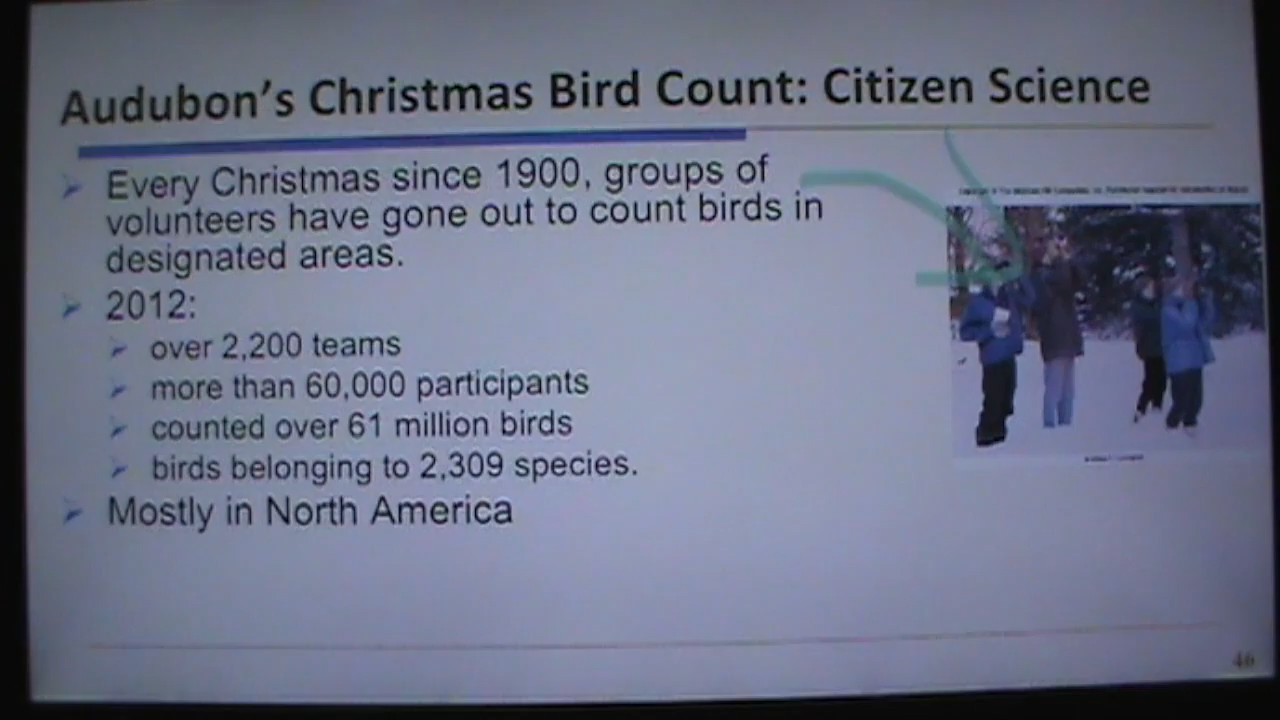 Audubon's Christmas Bird Count: Citizen Science
Every Christmas since 1900, groups of
volunteers have gone out to count birds in
designated areas.
2012:
over 2,200 teams
more than 60,000 participants
counted over 61 million birds
birds belonging to 2,309 species.
Mostly in North America
46